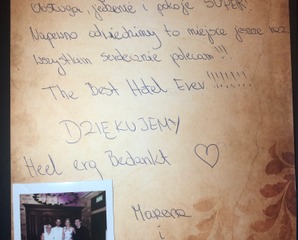 Obsługa, jedzenie i pokoje SUPER!
Napewno odwiedzimy to miejsce jeszcze raz
wszystkim serdecznie polecam!!!
The Best Hotel Ever !!!!!!!
DZIĘKUJEMY
Heel erg Bedankt ♡
i